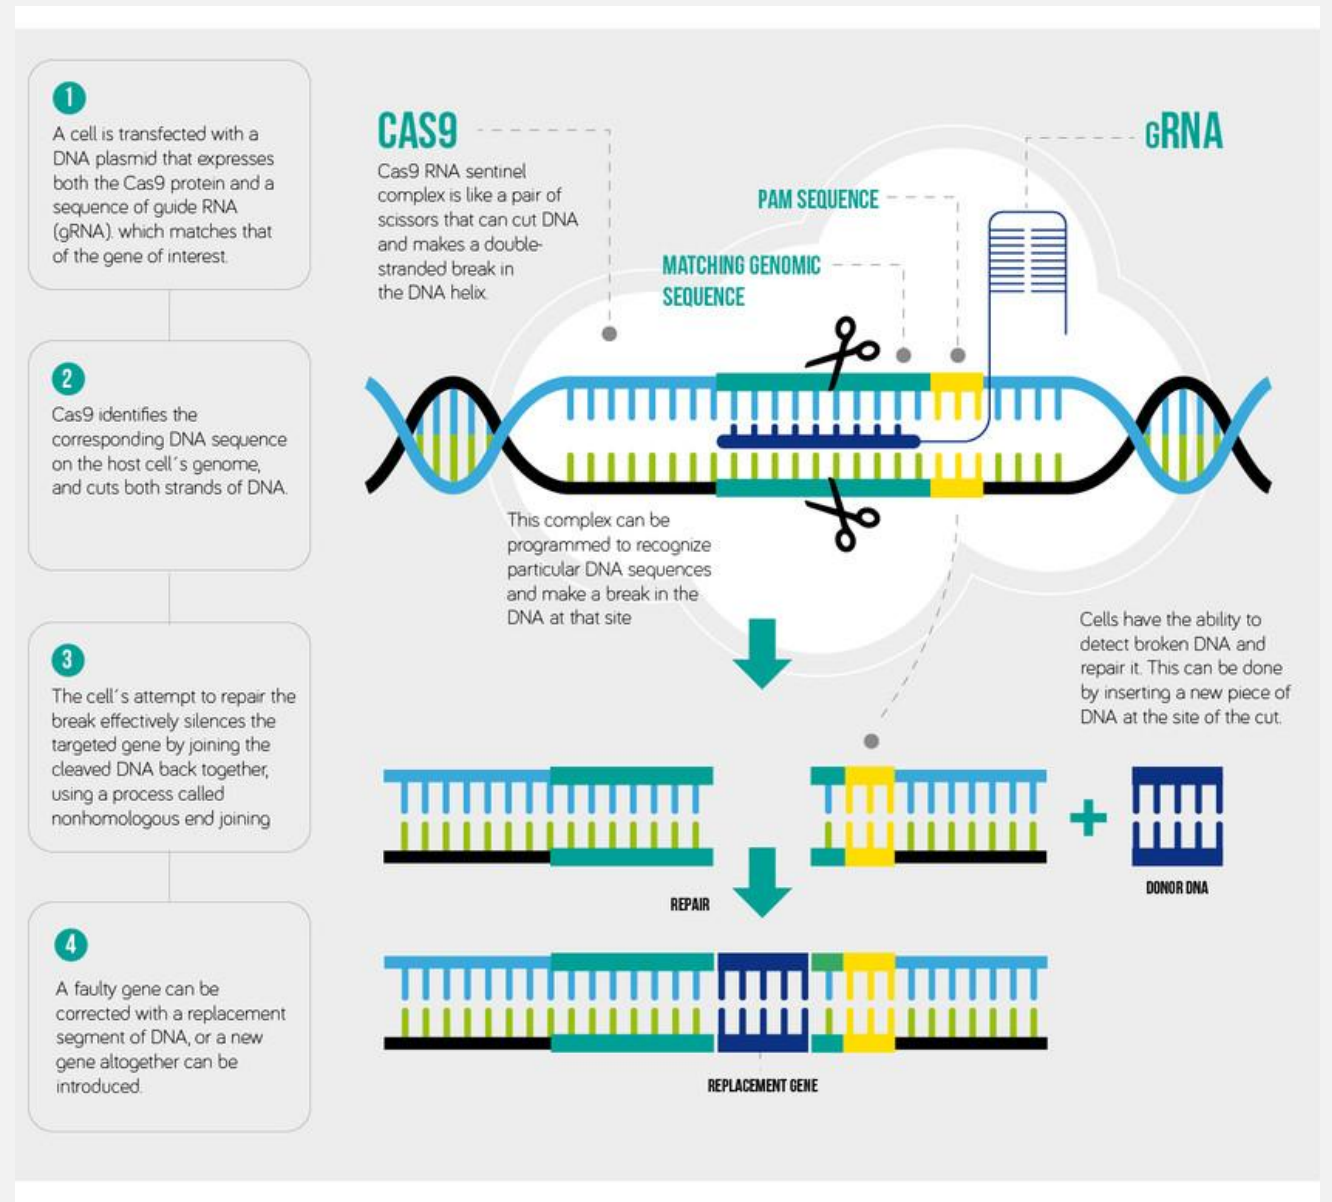 1
A cell is transfected with a
DNA plasmid that expresses
both the Cas9 protein and a
sequence of guide RNA
(gRNA). which matches that
of the gene of interest.
2
Cas9 identifies the
corresponding DNA sequence
on the host cell´s genome,
and cuts both strands of DNA.
3
The cell´s attempt to repair the
break effectively silences the
targeted gene by joining the
cleaved DNA back together,
using a process called
nonhomologous end joining
4
A faulty gene can be
corrected with a replacement
segment of DNA, or a new
gene altogether can be
introduced.
CAS9
Cas9 RNA sentinel
complex is like a pair of
scissors that can cut DNA
and makes a double-
stranded break in
the DNA helix.
gRNA
PAM SEQUENCE
MATCHING GENOMIC
SEQUENCE
This complex can be
programmed to recognize
particular DNA sequences
and make a break in the
DNA at that site
Cells have the ability to
detect broken DNA and
repair it. This can be done
by inserting a new piece of
DNA at the site of the cut.
DONOR DNA
REPAIR
REPLACEMENT GENE